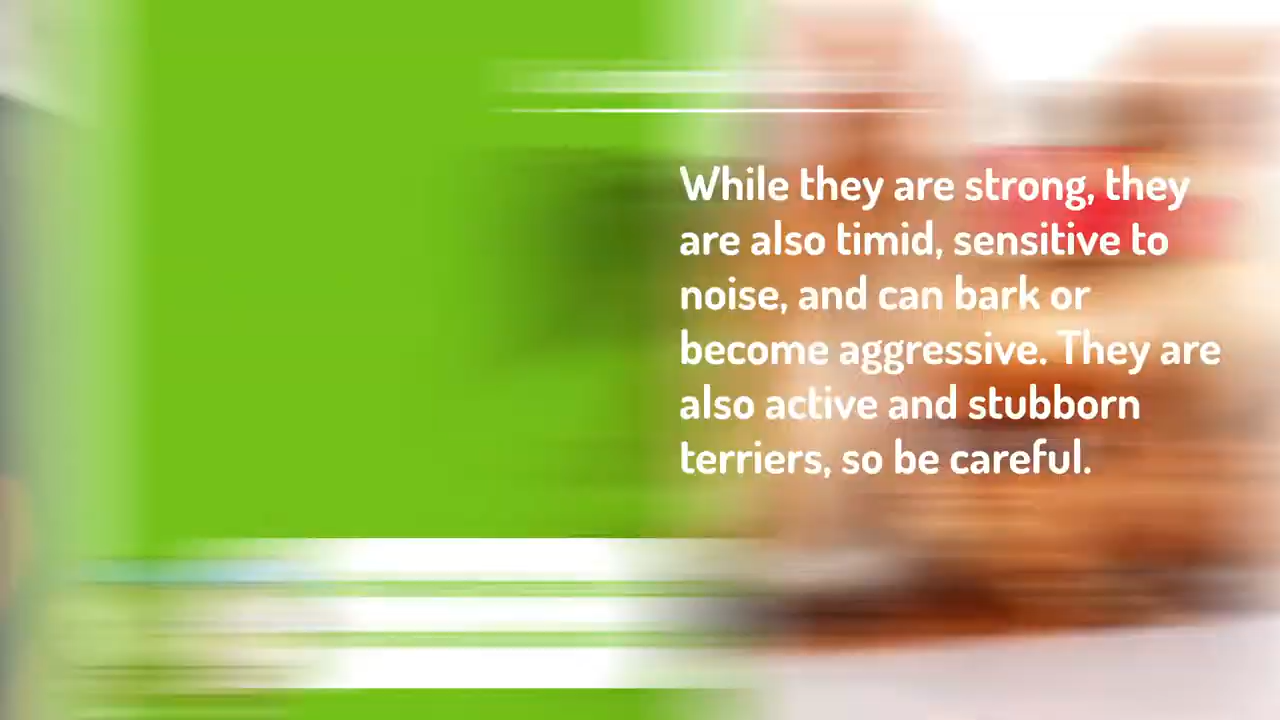 While they are strong, they
are also timid, sensitive to
noise, and can bark or
become aggressive. They are
also active and stubborn
terriers, so be careful.